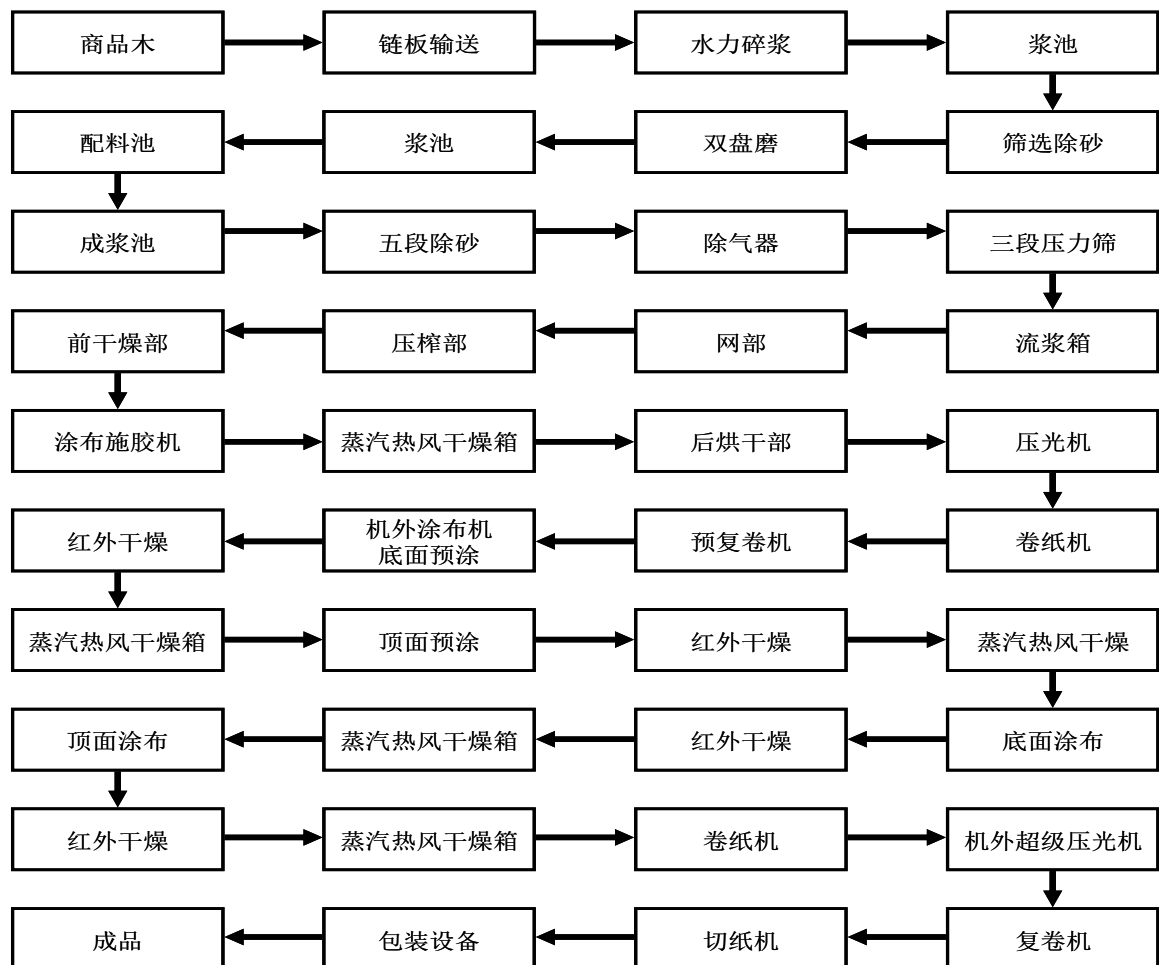 商品木
链板输送
水力碎浆
浆池
配料池
浆池
双盘磨
筛选除砂
成浆池
五段除砂
除气器
三段压力筛
前干燥部
压榨部
网部
流浆箱
涂布施胶机
蒸汽热风干燥箱
后烘干部
压光机
红外干燥
机外涂布机
底面预涂
预复卷机
卷纸机
蒸汽热风干燥箱
顶面预涂
红外干燥
蒸汽热风干燥
顶面涂布
蒸汽热风干燥箱
红外干燥
底面涂布
红外干燥
蒸汽热风干燥箱
卷纸机
机外超级压光机
成品
包装设备
切纸机
复卷机